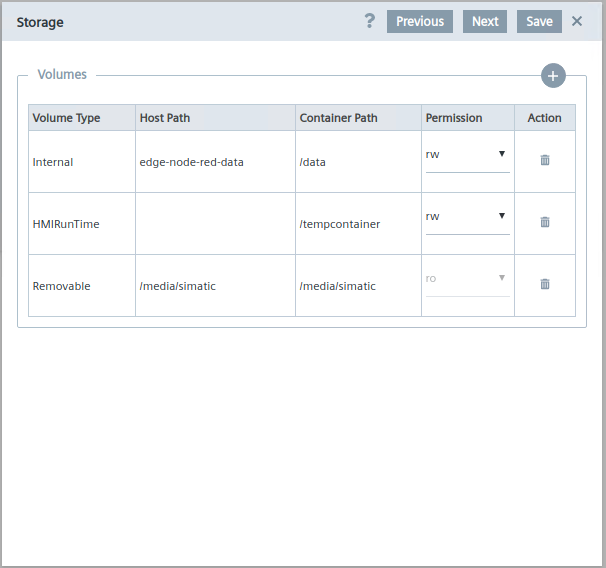 Storage ? Previous Next Save ×
Volumes +
Volume Type Host Path Container Path Permission Action
Internal edge-node-red-data /data rw
HMIRunTime /tempcontainer rw
Removable /media/simatic /media/simatic ro